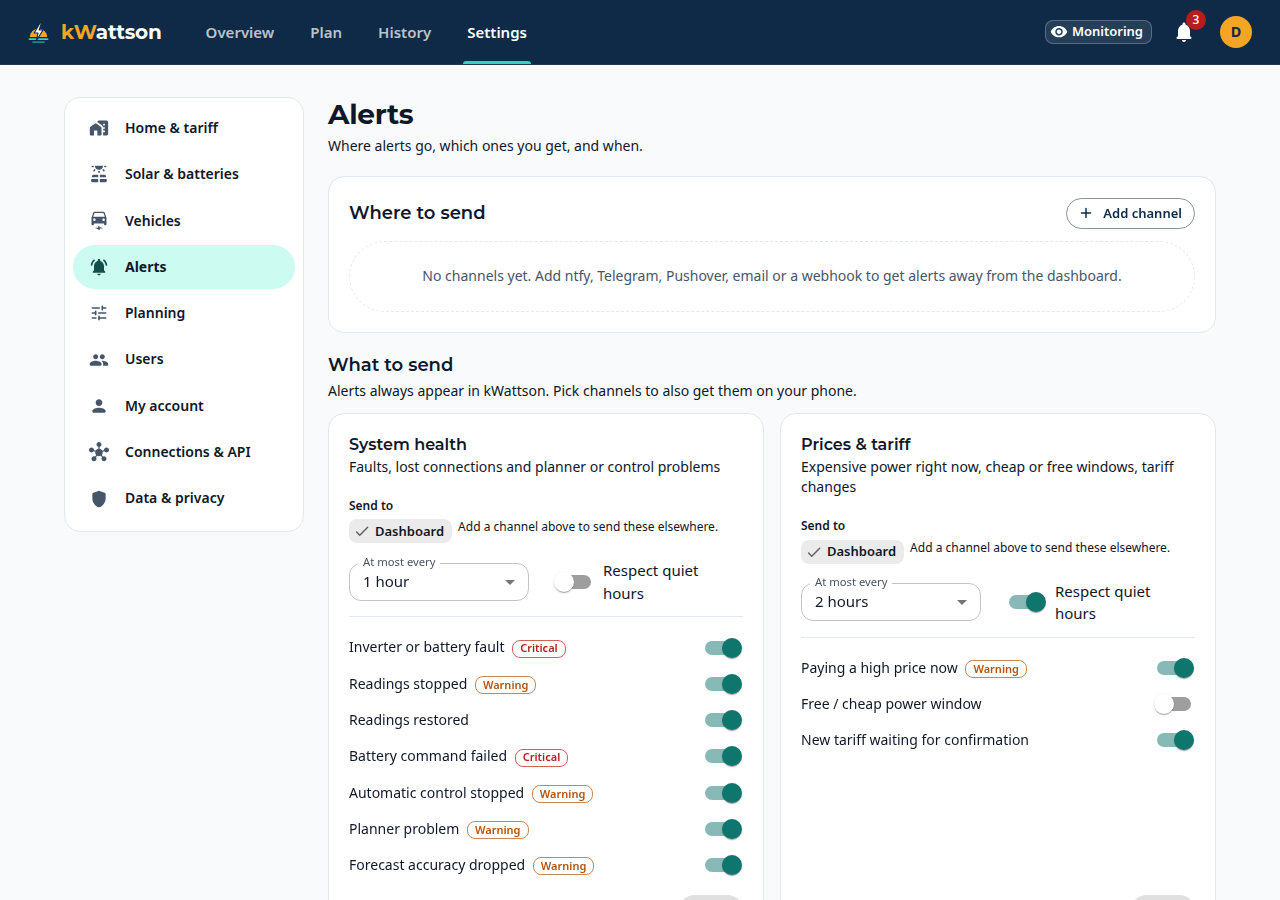 kWattson
Overview
Plan
History
Settings
Monitoring
3
D
Home & tariff
Solar & batteries
Vehicles
Alerts
Planning
Users
My account
Connections & API
Data & privacy
Alerts
Where alerts go, which ones you get, and when.
Where to send
Add channel
No channels yet. Add ntfy, Telegram, Pushover, email or a webhook to get alerts away from the dashboard.
What to send
Alerts always appear in kWattson. Pick channels to also get them on your phone.
System health
Faults, lost connections and planner or control problems
Send to
Dashboard
Add a channel above to send these elsewhere.
At most every
1 hour
Respect quiet
hours
Inverter or battery fault Critical
Readings stopped Warning
Readings restored
Battery command failed Critical
Automatic control stopped Warning
Planner problem Warning
Forecast accuracy dropped Warning
Prices & tariff
Expensive power right now, cheap or free windows, tariff
changes
Send to
Dashboard
Add a channel above to send these elsewhere.
At most every
2 hours
Respect quiet
hours
Paying a high price now Warning
Free / cheap power window
New tariff waiting for confirmation